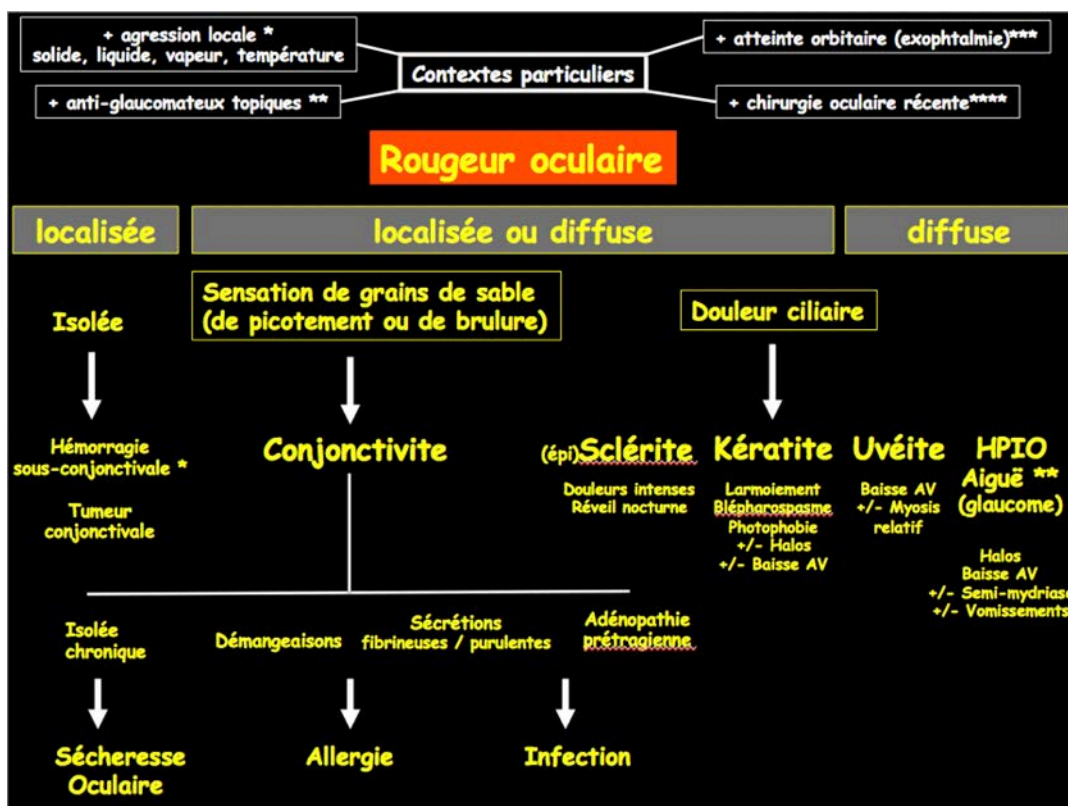 + agression locale *
solide, liquide, vapeur, température
+ anti-glaucomateux topiques **
Contextes particuliers
+ atteinte orbitaire (exophtalmie)***
+ chirurgie oculaire récente****
Rougeur oculaire
localisée
localisée ou diffuse
diffuse
Isolée
Sensation de grains de sable
(de picotement ou de brulure)
Douleur ciliaire
Hémorragie
sous-conjonctivale *
Tumeur
conjonctivale
Conjonctivite
(épi)Sclérite
Douleurs intenses
Réveil nocturne
Kératite
Larmoiement
Blépharospasme
Photophobie
+/- Halos
+/- Baisse AV
Uvéite
Baisse AV
+/- Myosis
relatif
HPIO
Aiguë **
(glaucome)
Halos
Baisse AV
+/- Semi-mydriase
+/- Vomissements
Isolée
chronique
Démangeaisons
Sécrétions
fibrineuses / purulentes
Adénopathie
prétragienne
Sécheresse
Oculaire
Allergie
Infection